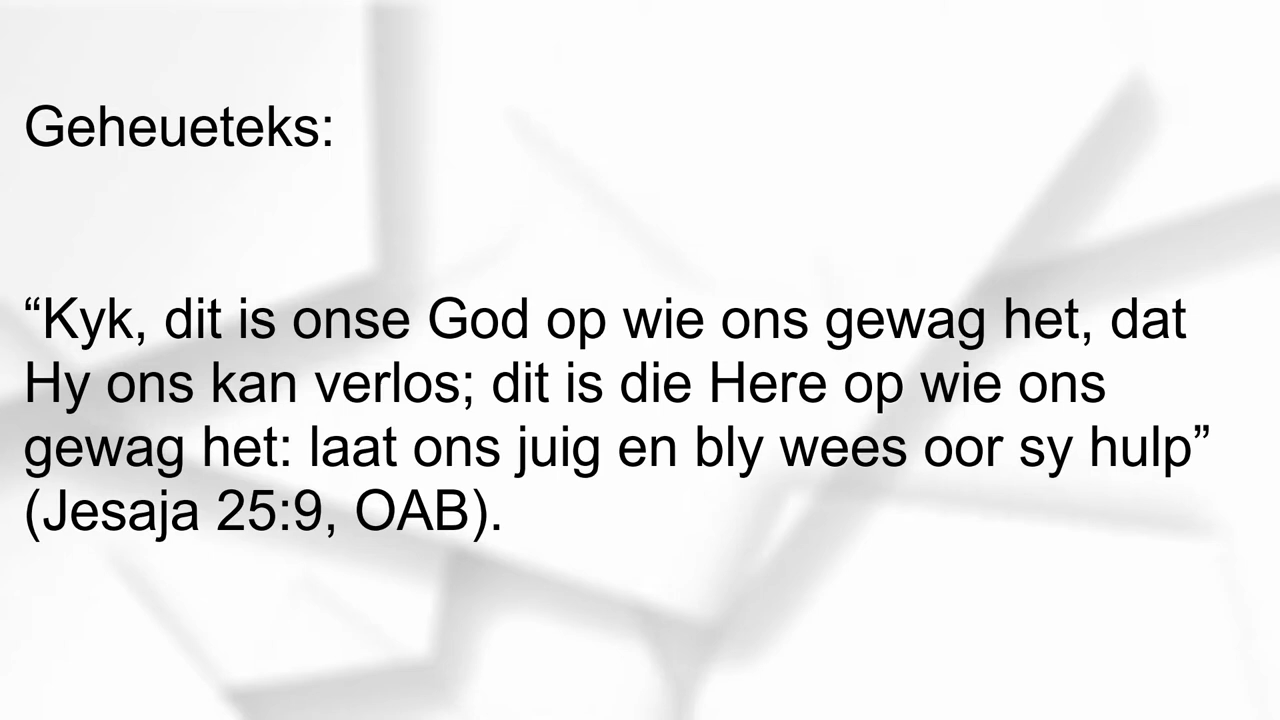 Geheueteks:
“Kyk, dit is onse God op wie ons gewag het, dat
Hy ons kan verlos; dit is die Here op wie ons
gewag het: laat ons juig en bly wees oor sy hulp”
(Jesaja 25:9, OAB).